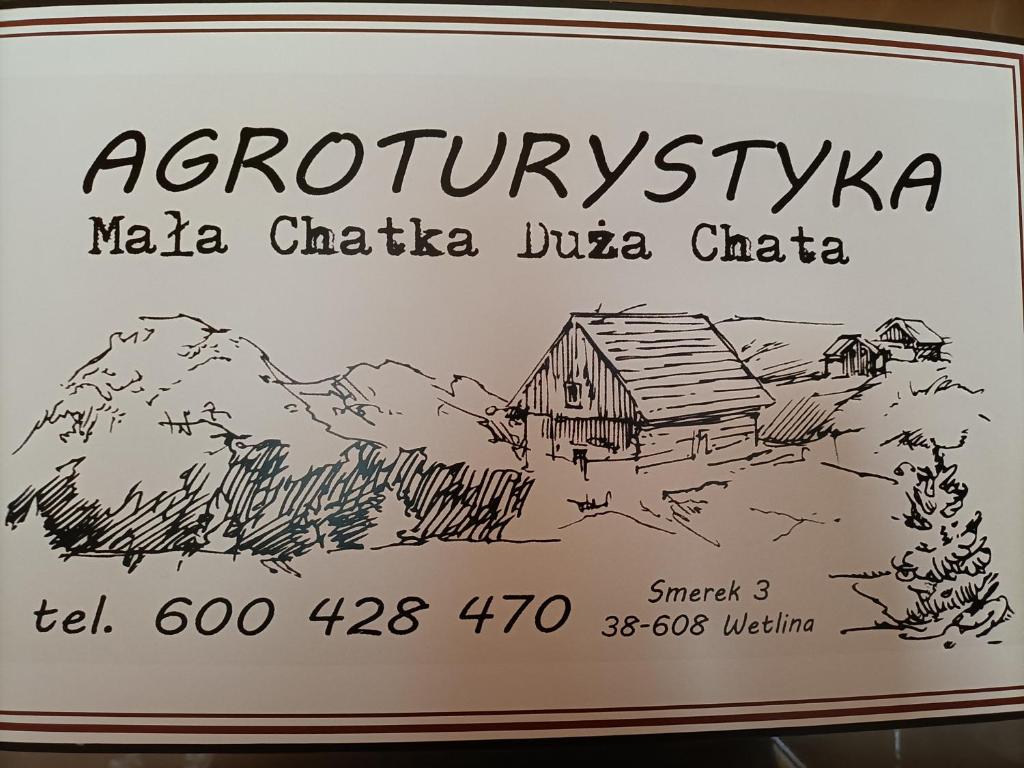 AGROTURYSTYKA
Mała Chatka Duża Chata
tel. 600 428 470
Smerek 3
38-608 Wetlina